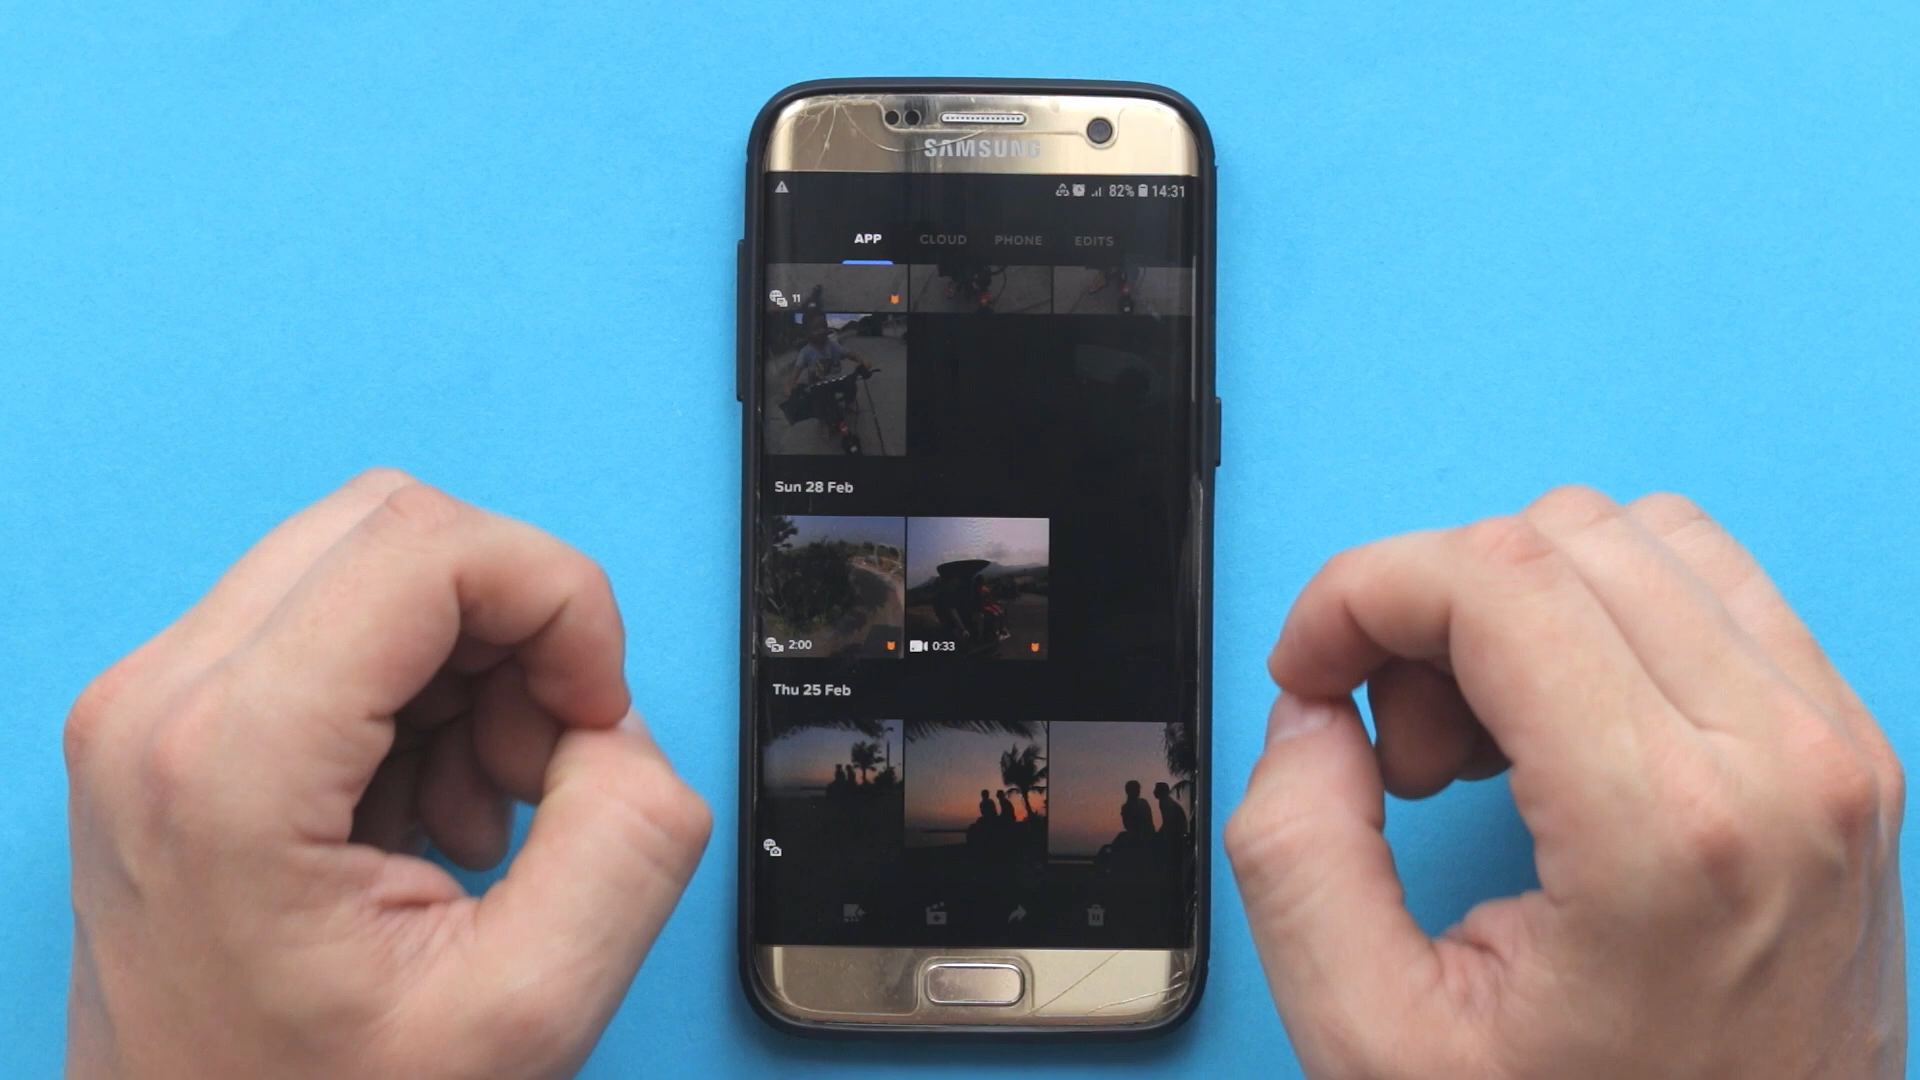 SAMSUNG
82% 14:31
APP CLOUD PHONE EDITS
11
Sun 28 Feb
2:00 0:33
Thu 25 Feb